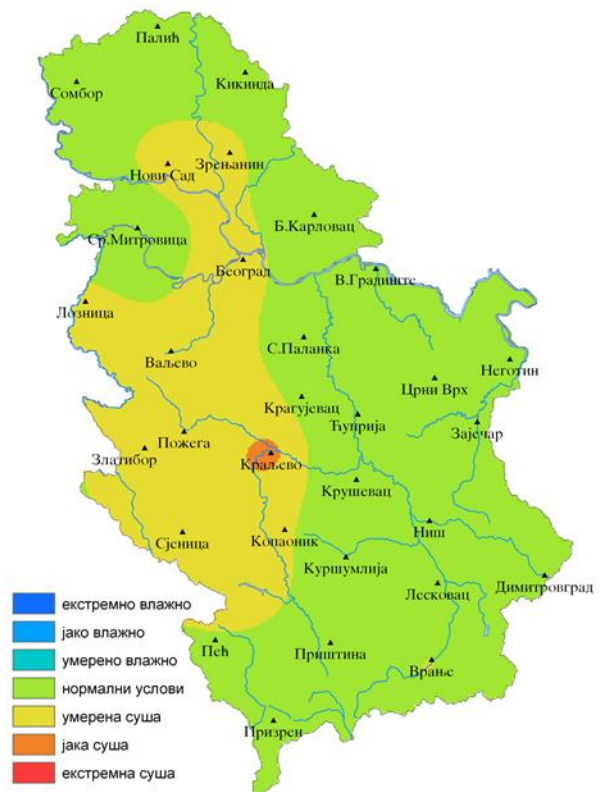 Палић
Кикинда
Сомбор
Зрењанин
Нови Сад
Б.Карловац
Ср.Митровица
Београд
В.Градиште
Лозница
С.Паланка
Ваљево
Неготин
Црни Врх
Крагујевац
Ћуприја
Зајечар
Пожега
Златибор
Краљево
Крушевац
Ниш
Сјеница
Копаоник
Куршумлија
Димитровград
Лесковац
екстремно влажно
јако влажно
Пећ
Приштина
умерено влажно
Врање
нормални услови
умерена суша
Призрен
јака суша
екстремна суша